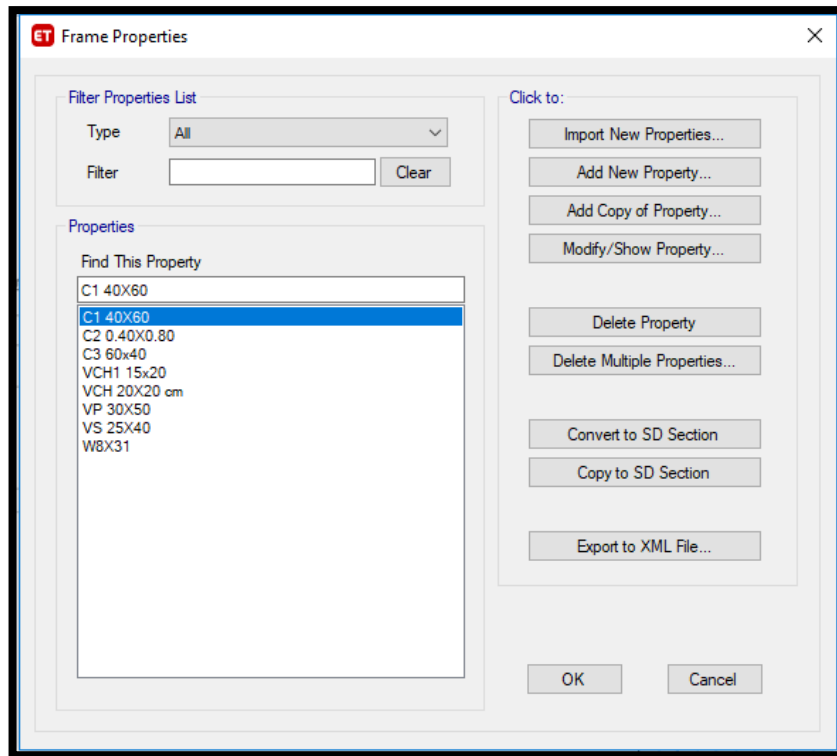 ET Frame Properties
Filter Properties List
Type All
Filter Clear
Properties
Find This Property
C1 40X60
C1 40X60
C2 0.40X0.80
C3 60x40
VCH1 15x20
VCH 20X20 cm
VP 30X50
VS 25X40
W8X31
Click to:
Import New Properties...
Add New Property...
Add Copy of Property...
Modify/Show Property...
Delete Property
Delete Multiple Properties...
Convert to SD Section
Copy to SD Section
Export to XML File...
OK Cancel